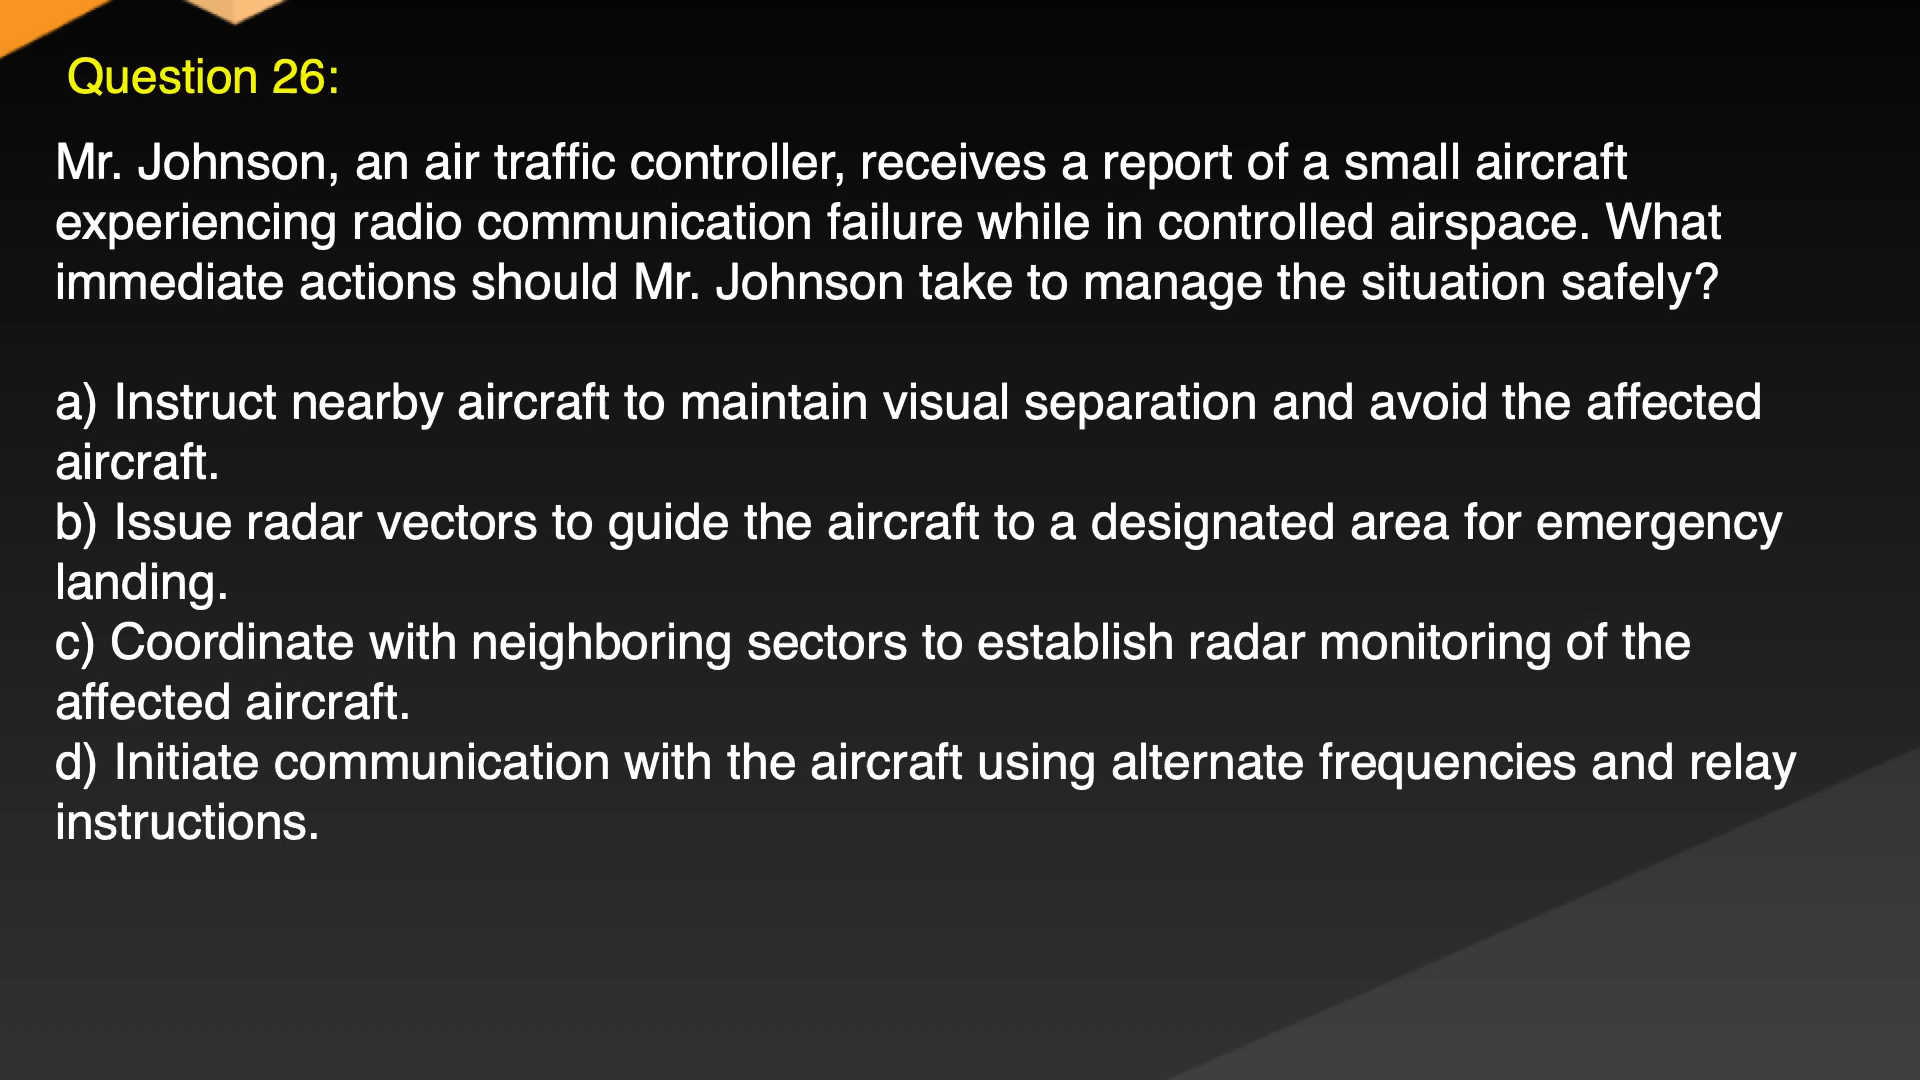 Question 26:
Mr. Johnson, an air traffic controller, receives a report of a small aircraft
experiencing radio communication failure while in controlled airspace. What
immediate actions should Mr. Johnson take to manage the situation safely?
a) Instruct nearby aircraft to maintain visual separation and avoid the affected
aircraft.
b) Issue radar vectors to guide the aircraft to a designated area for emergency
landing.
c) Coordinate with neighboring sectors to establish radar monitoring of the
affected aircraft.
d) Initiate communication with the aircraft using alternate frequencies and relay
instructions.